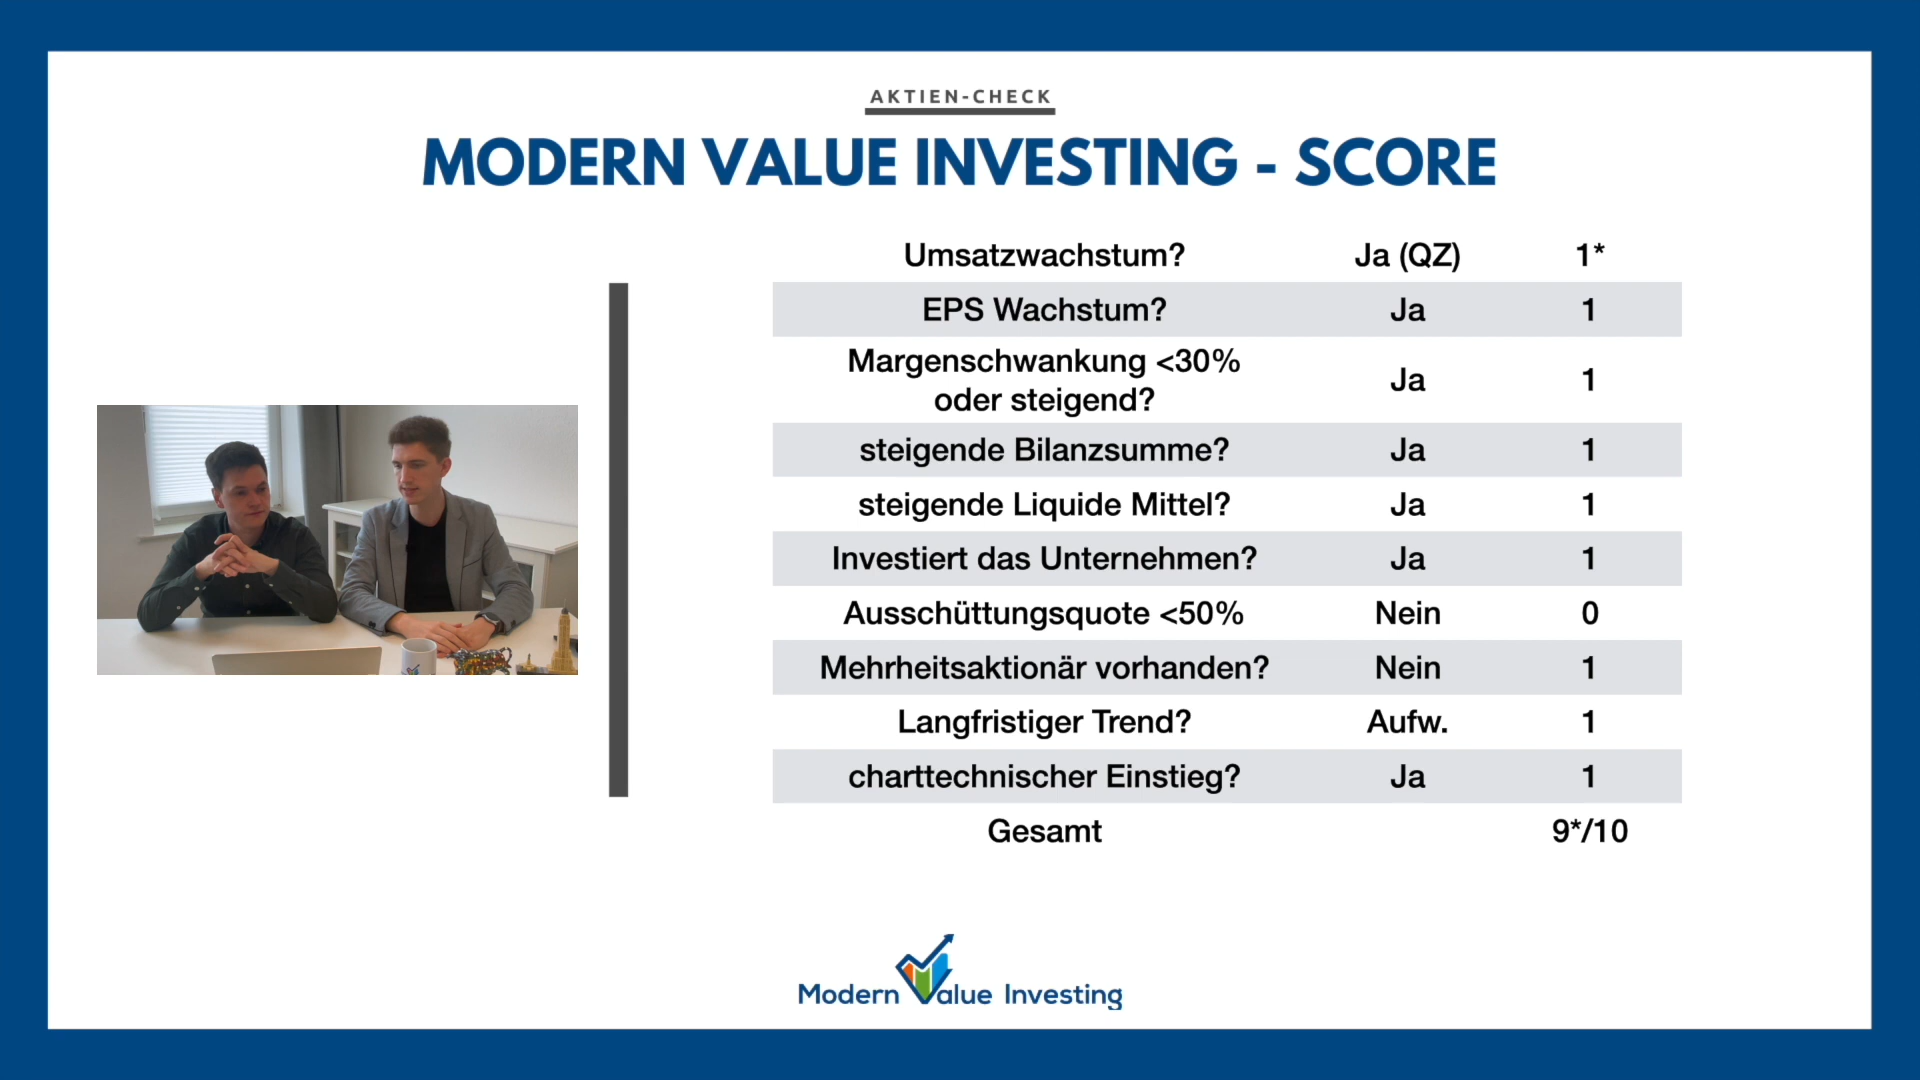 AKTIEN-CHECK
MODERN VALUE INVESTING - SCORE
Umsatzwachstum? Ja (QZ) 1*
EPS Wachstum? Ja 1
Margenschwankung <30%
oder steigend? Ja 1
steigende Bilanzsumme? Ja 1
steigende Liquide Mittel? Ja 1
Investiert das Unternehmen? Ja 1
Ausschüttungsquote <50% Nein 0
Mehrheitsaktionär vorhanden? Nein 1
Langfristiger Trend? Aufw. 1
charttechnischer Einstieg? Ja 1
Gesamt 9*/10
Modern Value Investing